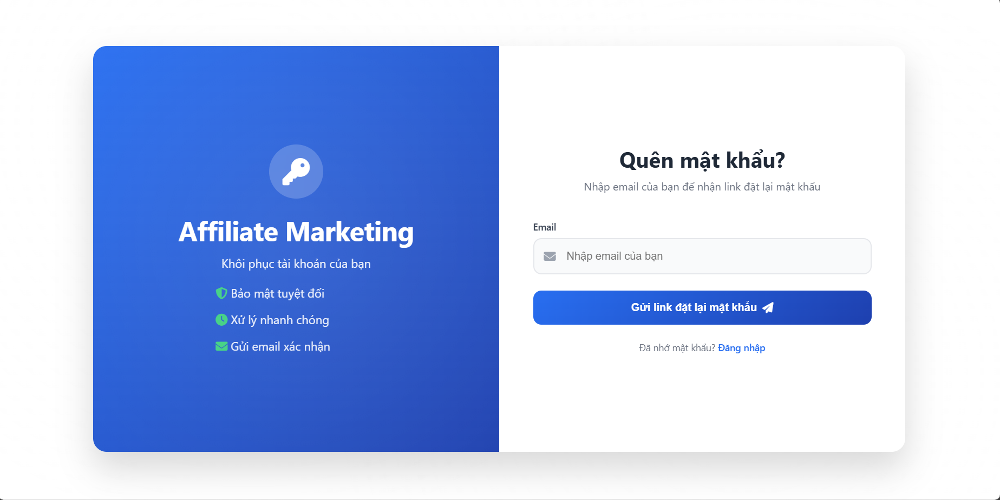 Affiliate Marketing
Khôi phục tài khoản của bạn
Bảo mật tuyệt đối
Xử lý nhanh chóng
Gửi email xác nhận
Quên mật khẩu?
Nhập email của bạn để nhận link đặt lại mật khẩu
Email
Nhập email của bạn
Gửi link đặt lại mật khẩu
Đã nhớ mật khẩu? Đăng nhập